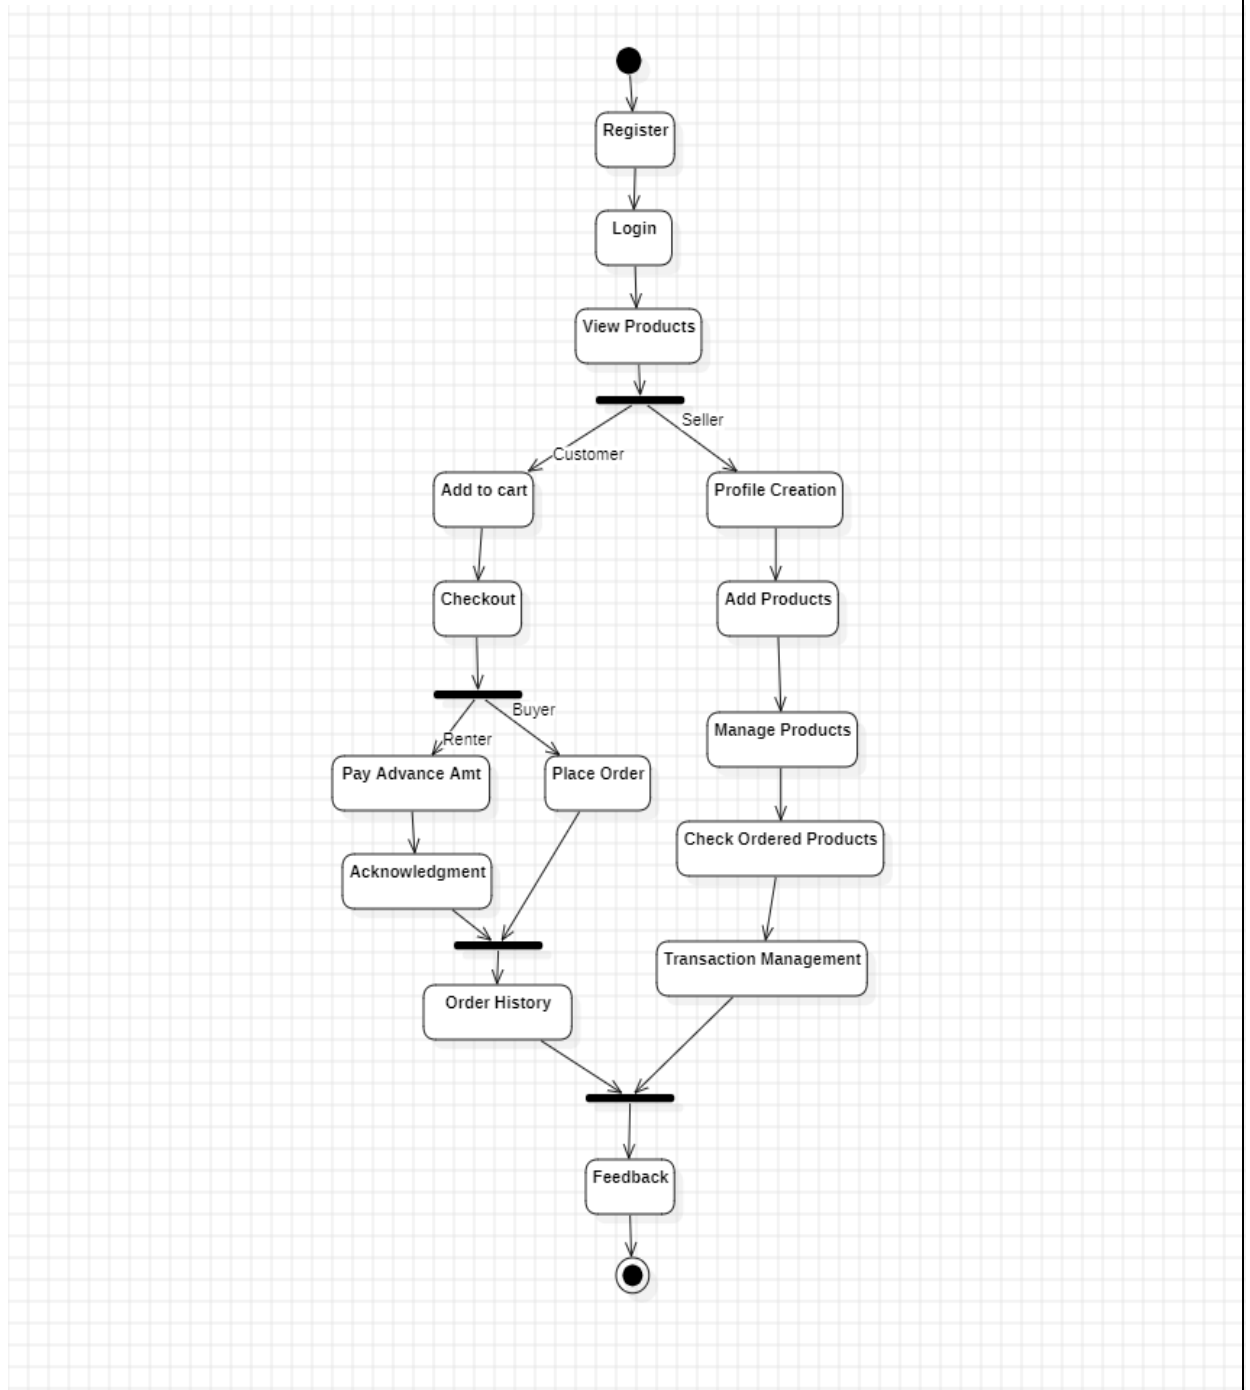 Register
Login
View Products
Seller
Customer
Add to cart
Profile Creation
Checkout
Add Products
Buyer
Renter
Manage Products
Pay Advance Amt
Place Order
Check Ordered Products
Acknowledgment
Transaction Management
Order History
Feedback